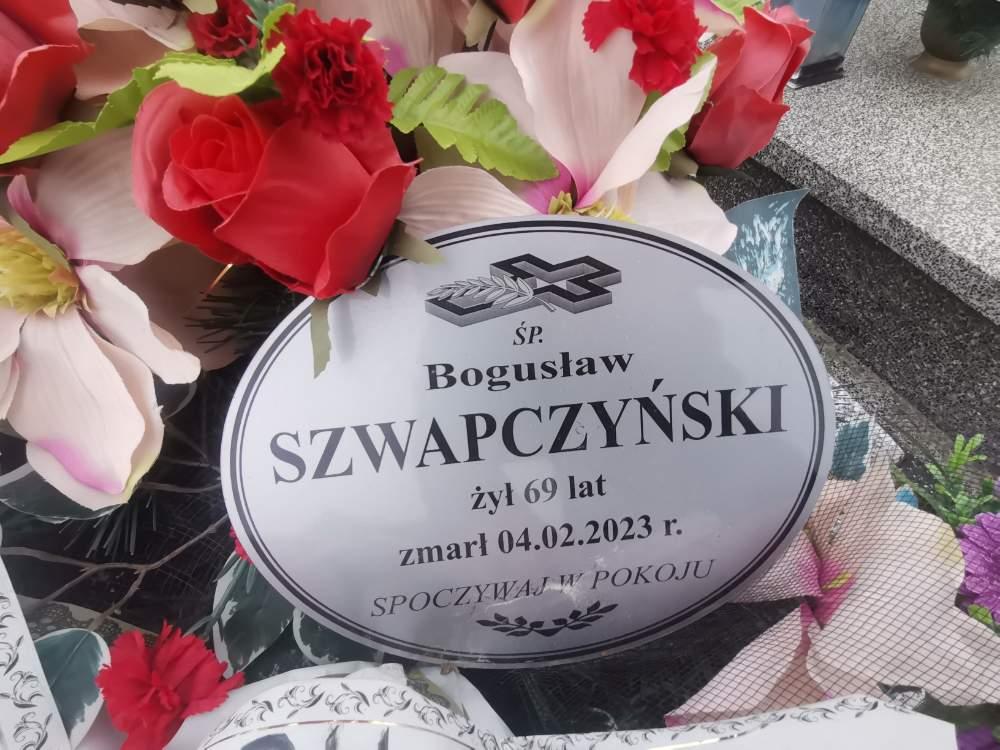 ŚP.
Bogusław
SZWAPCZYŃSKI
żył 69 lat
zmarł 04.02.2023 r.
SPOCZYWAJ W POKOJU